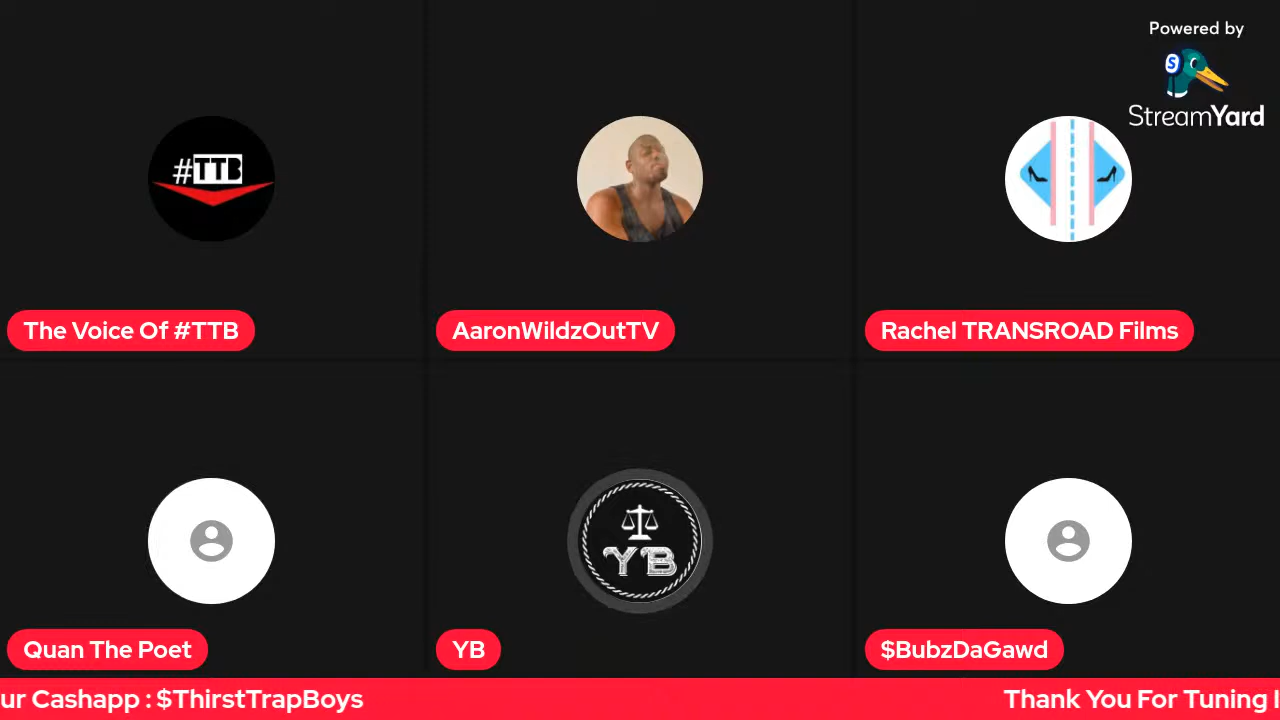 Powered by
S
StreamYard
#TTB
The Voice Of #TTB
AaronWildzOutTV
Rachel TRANSROAD Films
YB
Quan The Poet
YB
$BubzDaGawd
ur Cashapp : $ThirstTrapBoys
Thank You For Tuning I